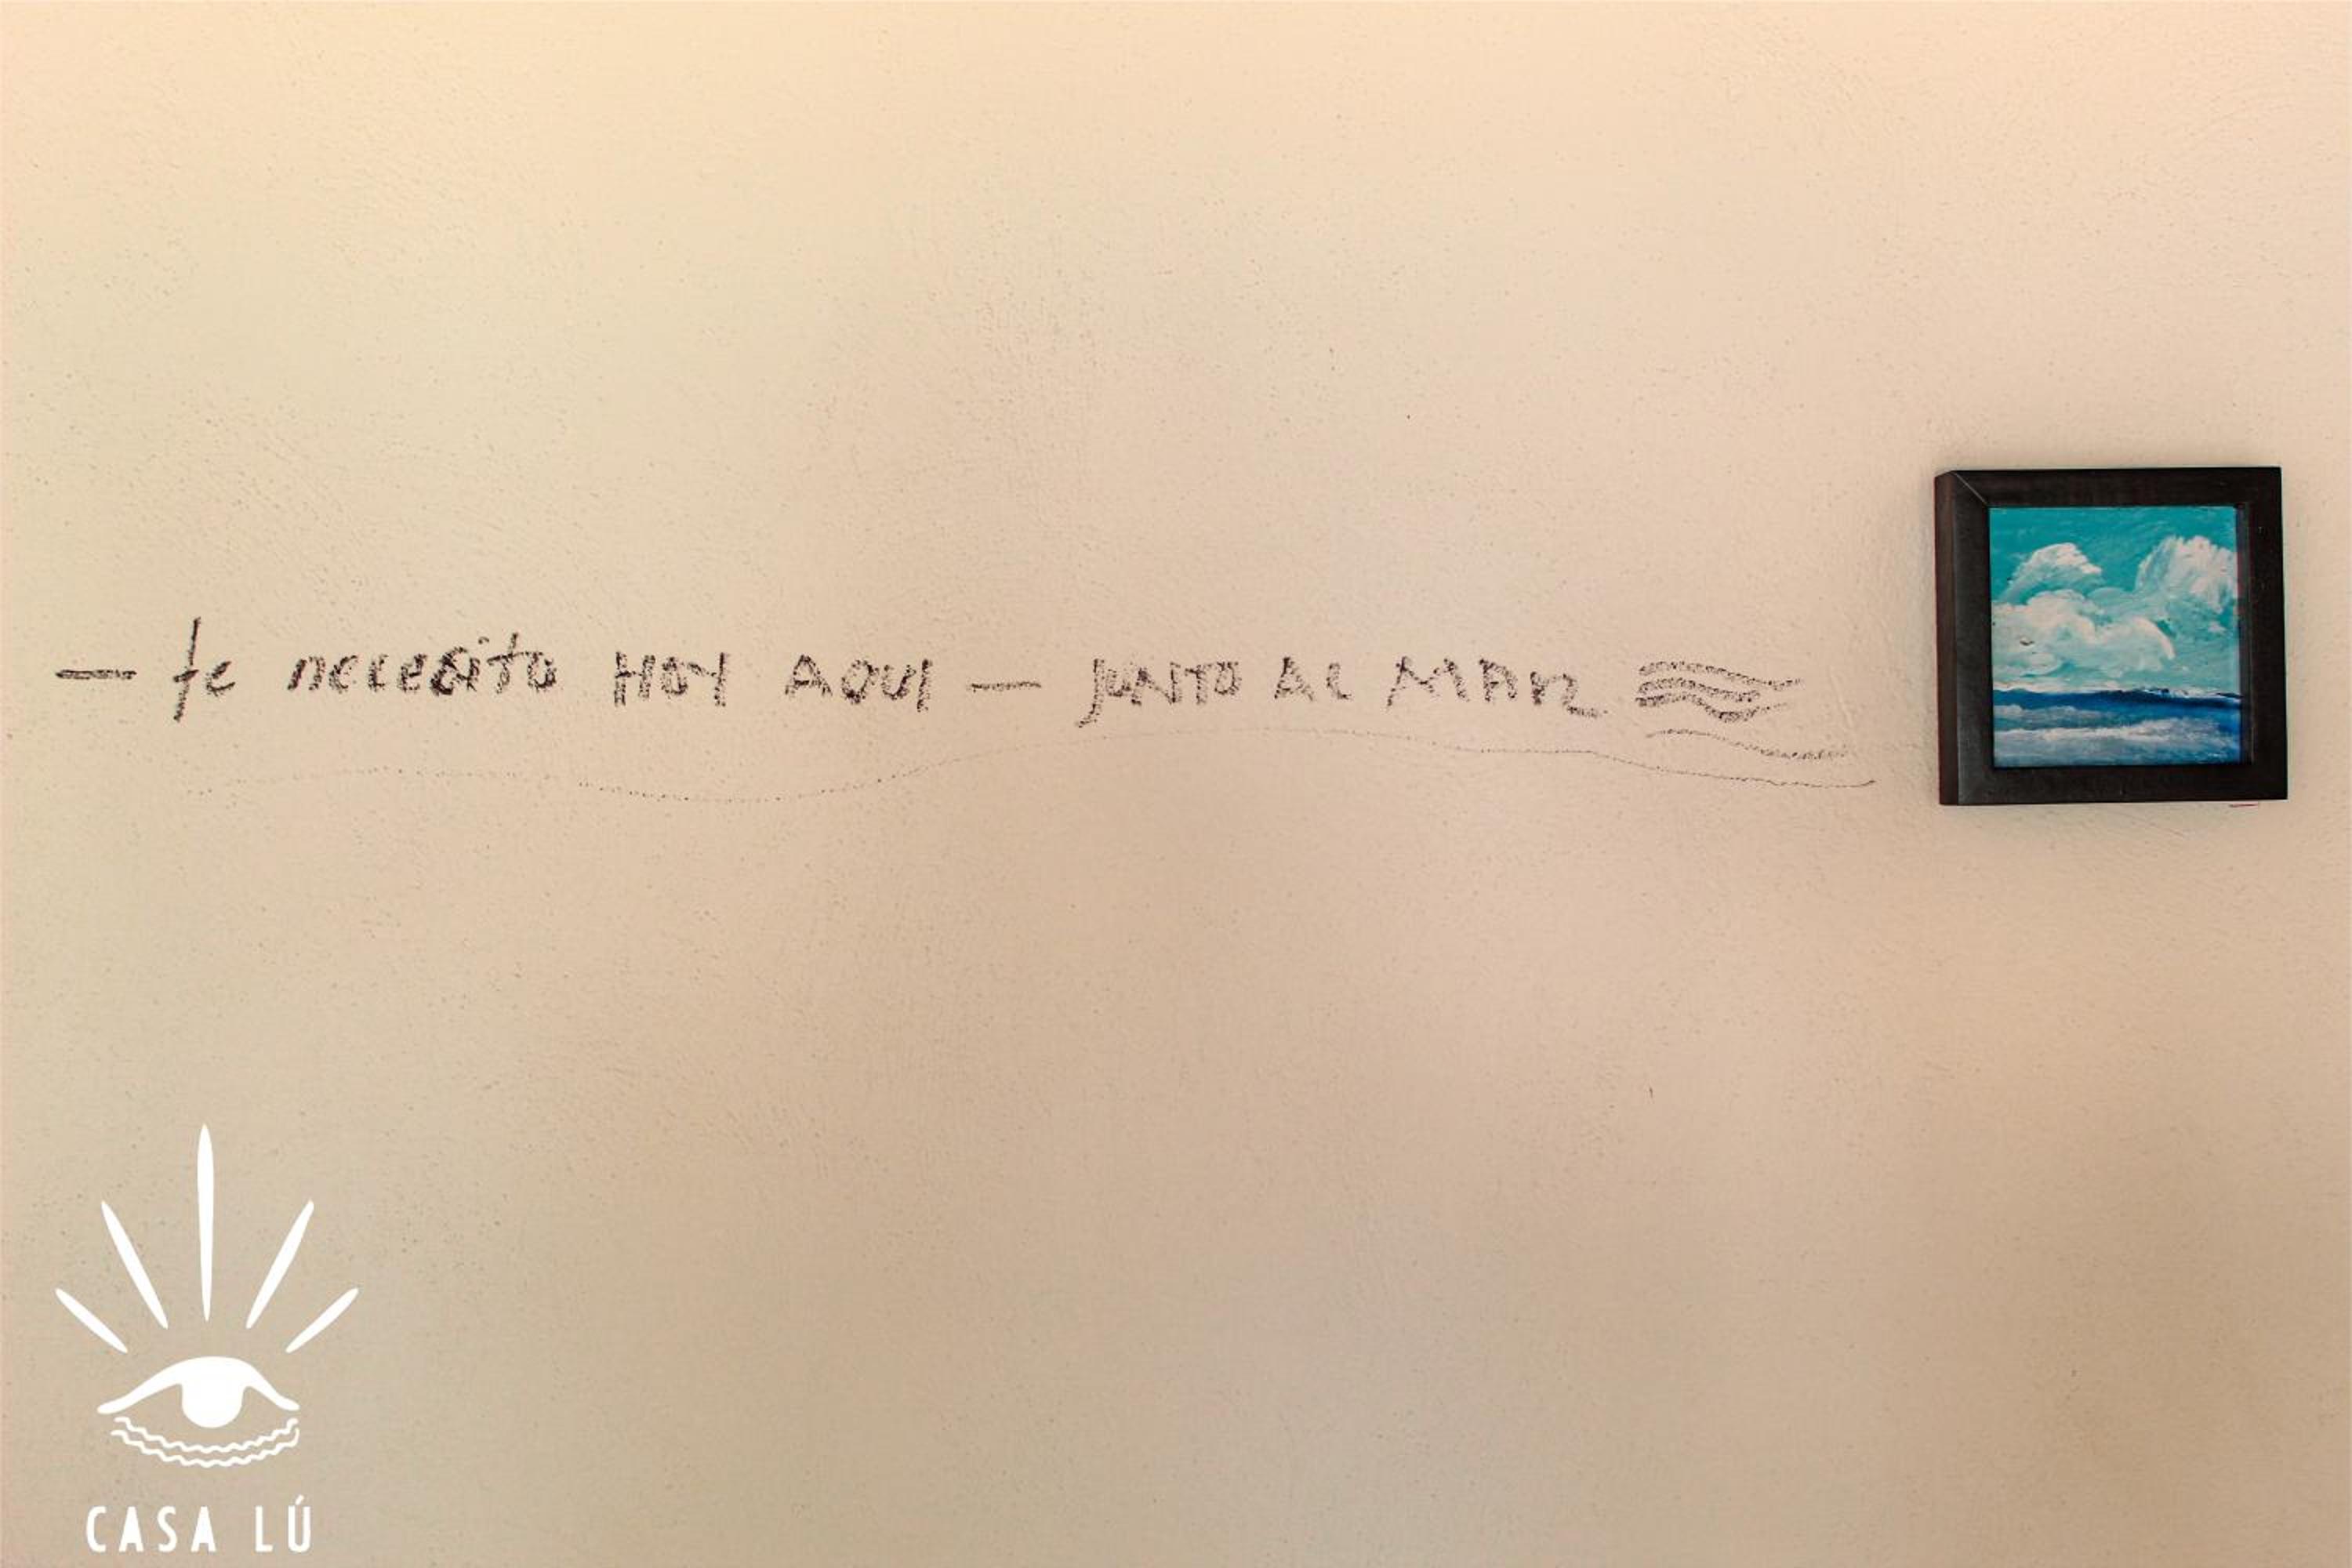 — te necesito HOY AQUI — JUNTO AL MAR
CASA LÚ